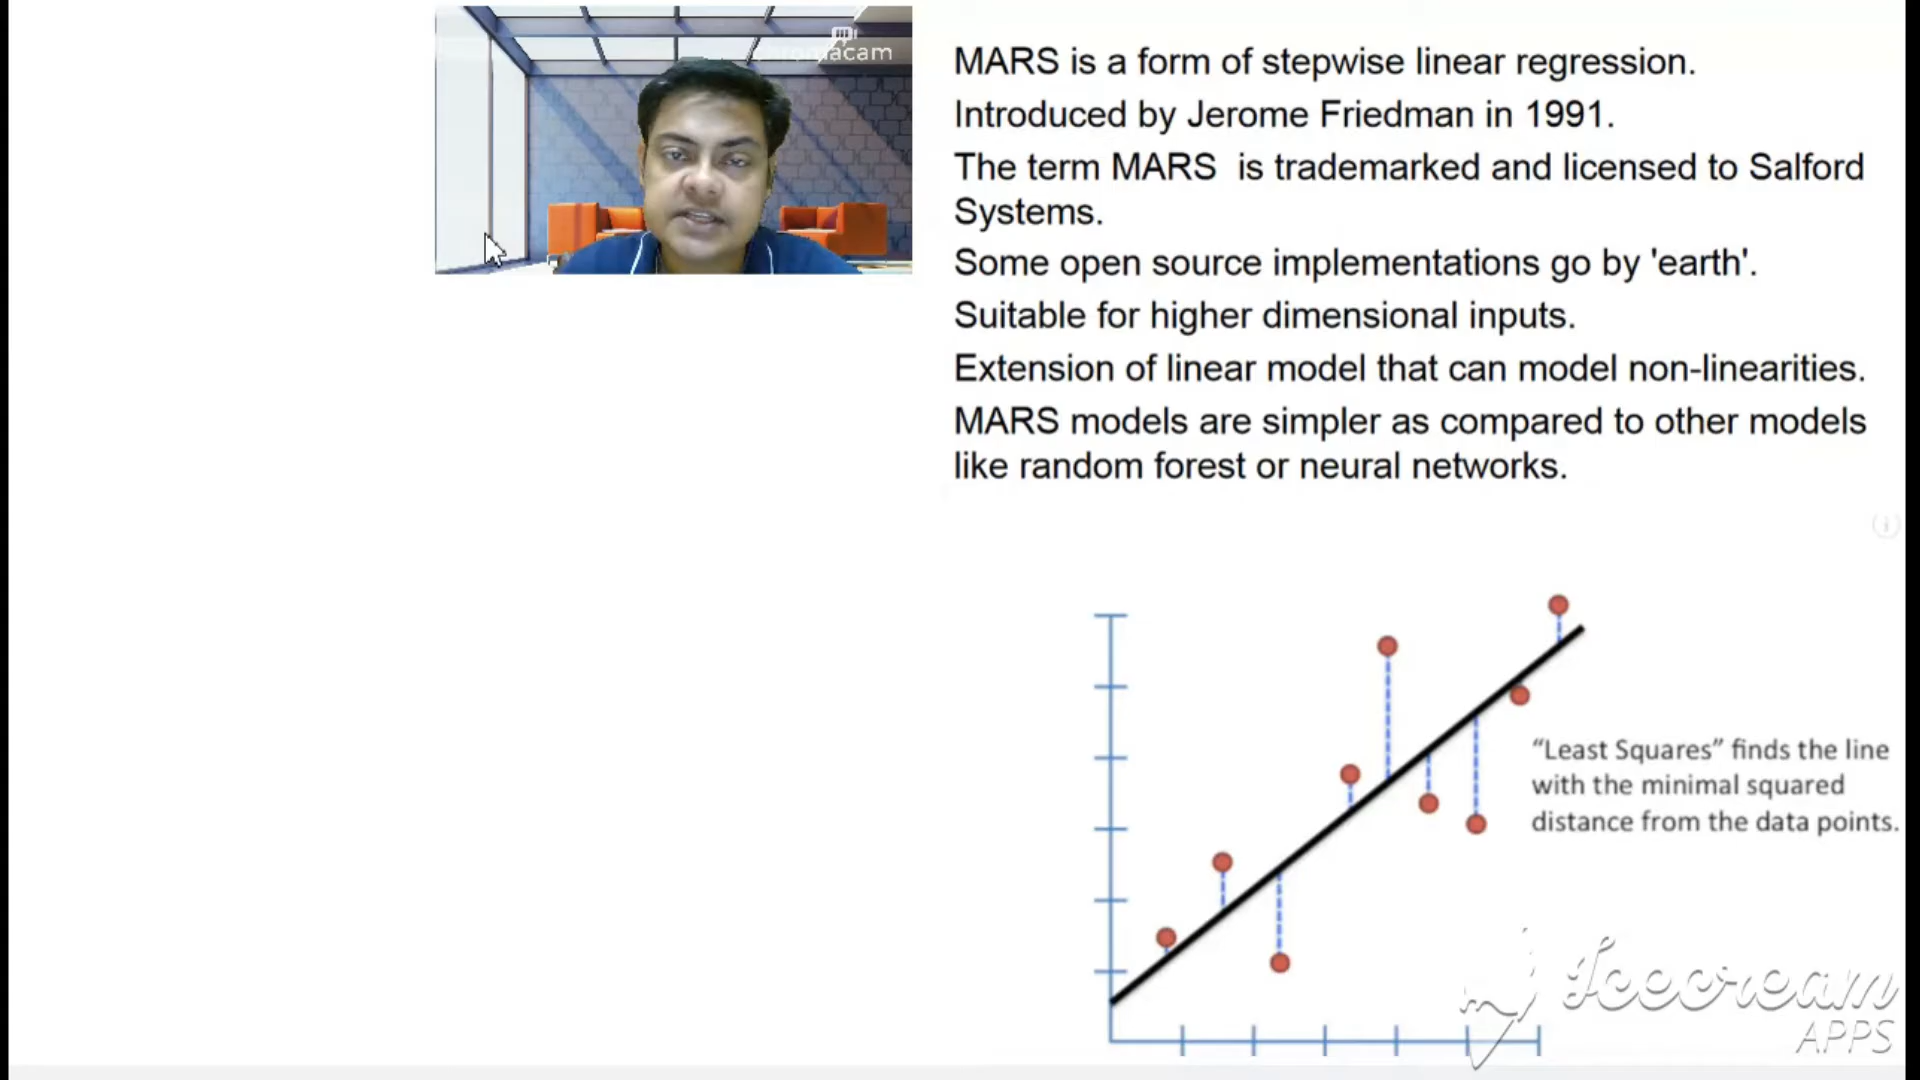 MARS is a form of stepwise linear regression.
Introduced by Jerome Friedman in 1991.
The term MARS  is trademarked and licensed to Salford
Systems.
Some open source implementations go by 'earth'.
Suitable for higher dimensional inputs.
Extension of linear model that can model non-linearities.
MARS models are simpler as compared to other models
like random forest or neural networks.
“Least Squares” finds the line
with the minimal squared
distance from the data points.
Icecream
APPS